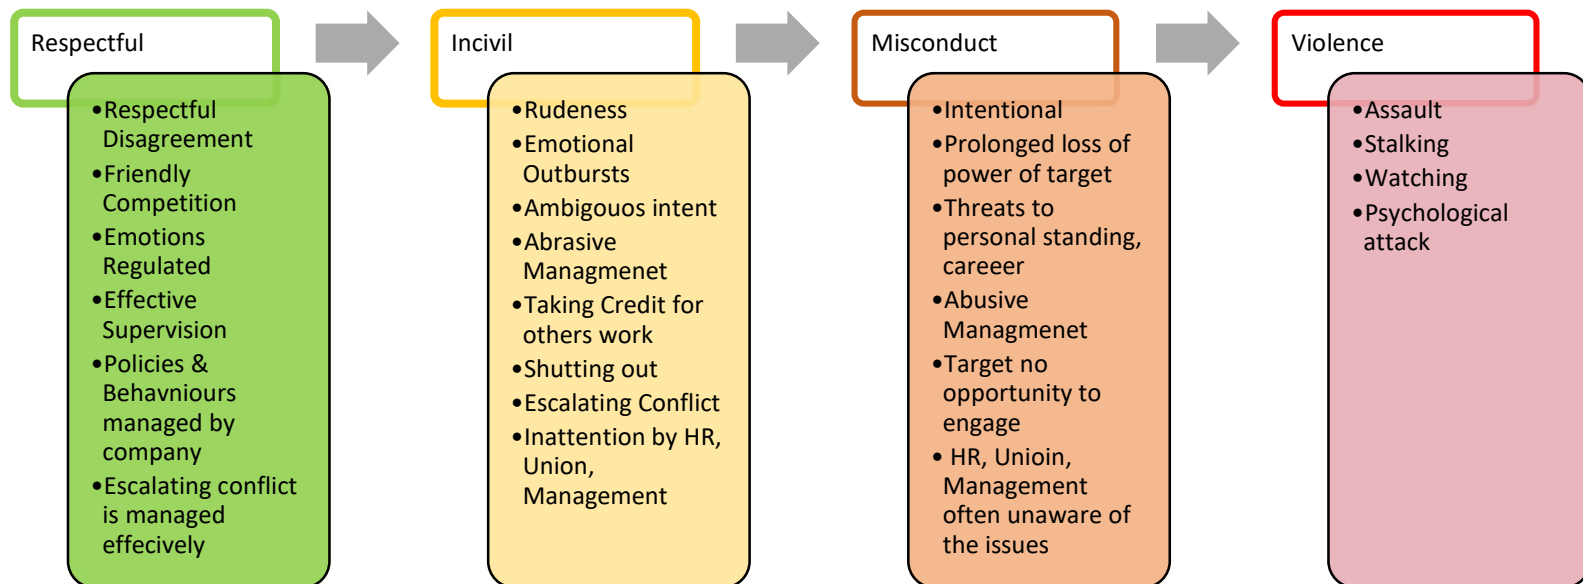 Respectful
•Respectful
Disagreement
•Friendly
Competition
•Emotions
Regulated
•Effective
Supervision
•Policies &
Behavniours
managed by
company
•Escalating conflict
is managed
effecively
Incivil
•Rudeness
•Emotional
Outbursts
•Ambigouos intent
•Abrasive
Managmenet
•Taking Credit for
others work
•Shutting out
•Escalating Conflict
•Inattention by HR,
Union,
Management
Misconduct
•Intentional
•Prolonged loss of
power of target
•Threats to
personal standing,
careeer
•Abusive
Managmenet
•Target no
opportunity to
engage
• HR, Unioin,
Management
often unaware of
the issues
Violence
•Assault
•Stalking
•Watching
•Psychological
attack